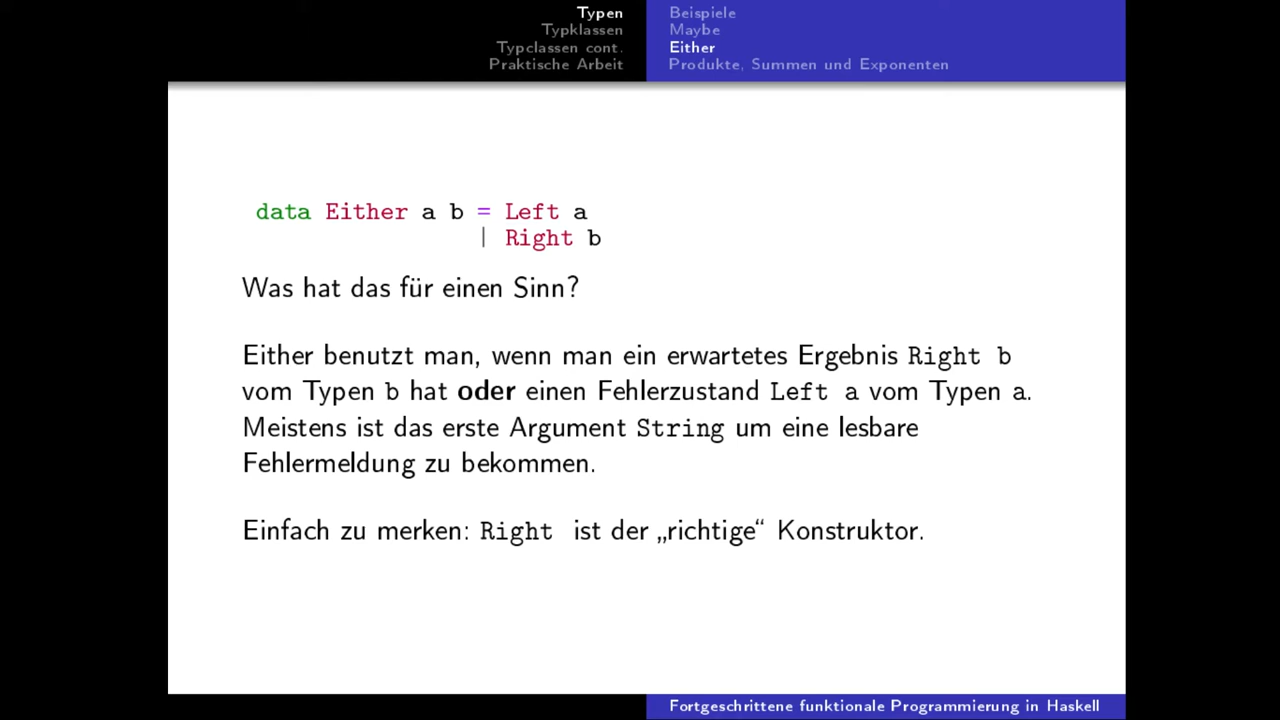 Typen
Typklassen
Typclassen cont.
Praktische Arbeit
Beispiele
Maybe
Either
Produkte, Summen und Exponenten
data Either a b = Left a
| Right b
Was hat das für einen Sinn?
Either benutzt man, wenn man ein erwartetes Ergebnis Right b
vom Typen b hat oder einen Fehlerzustand Left a vom Typen a.
Meistens ist das erste Argument String um eine lesbare
Fehlermeldung zu bekommen.
Einfach zu merken: Right ist der „richtige“ Konstruktor.
Fortgeschrittene funktionale Programmierung in Haskell